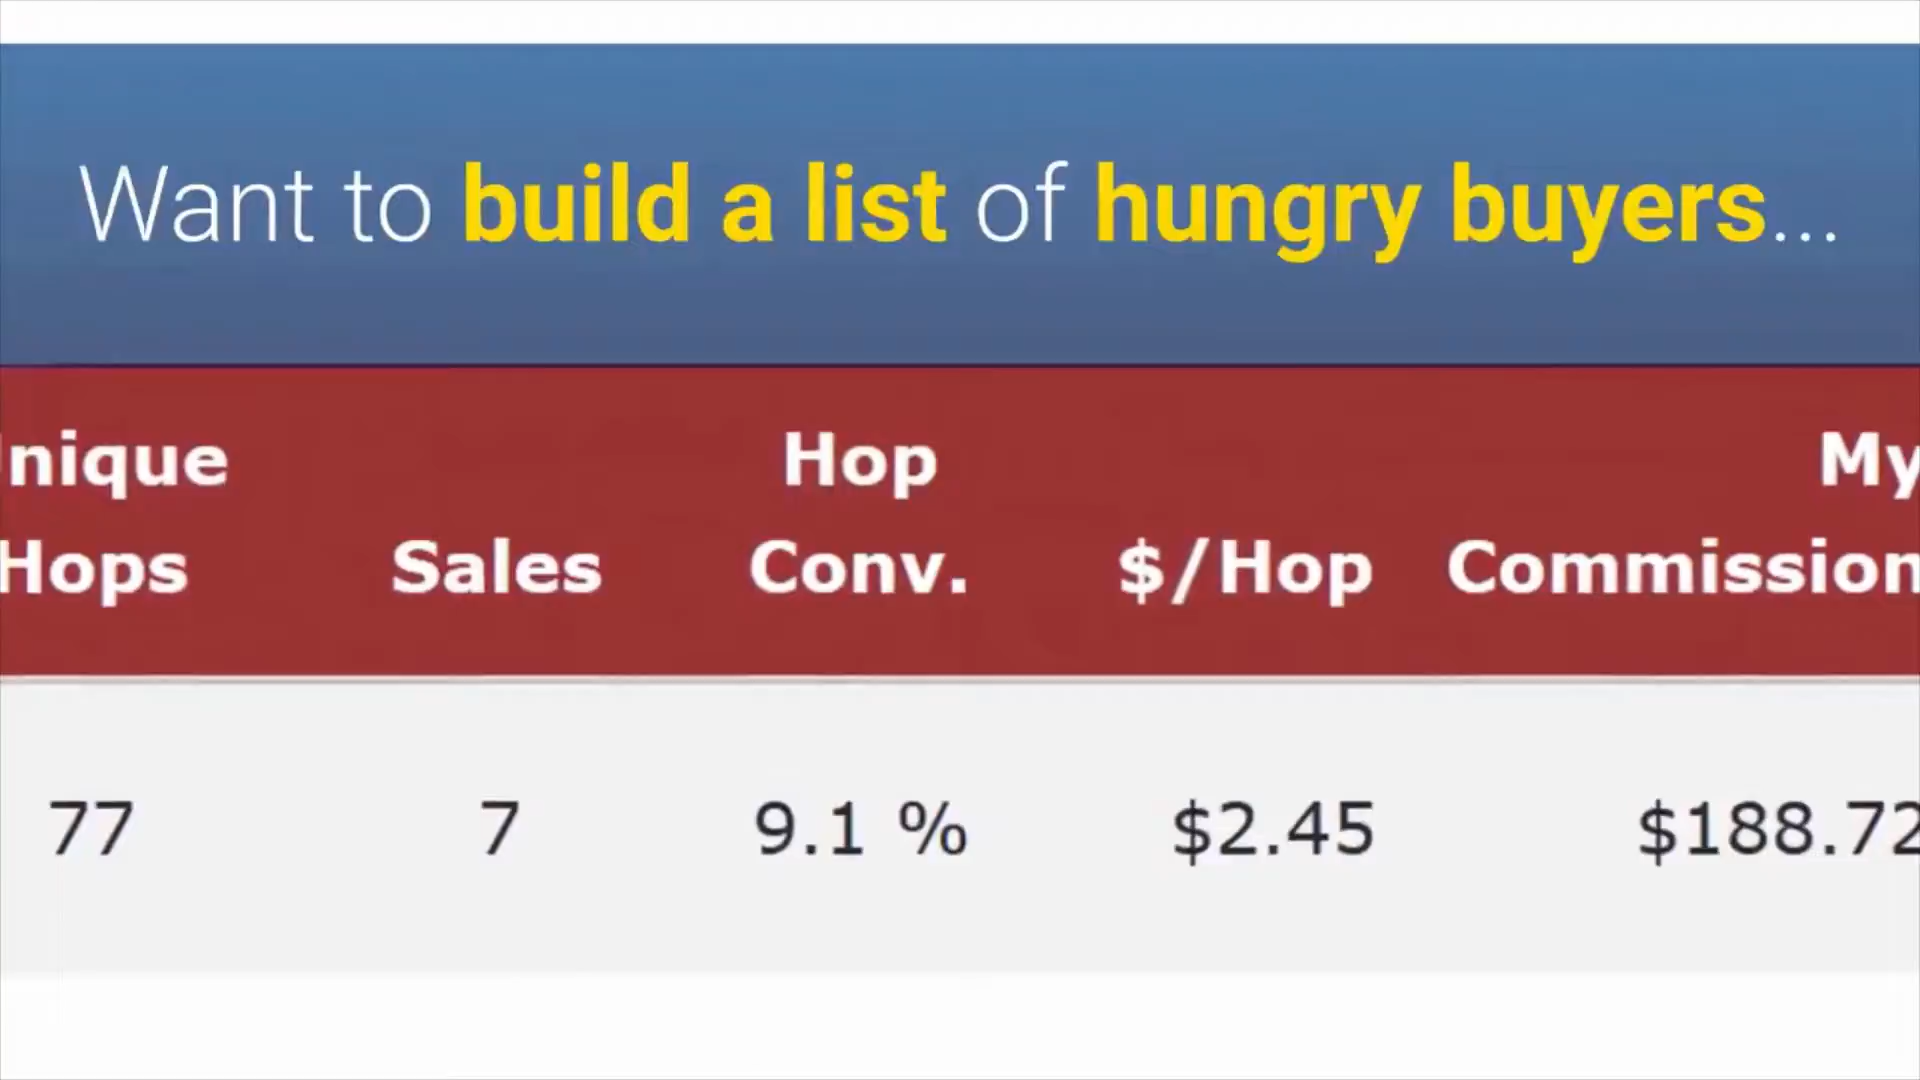 Want to build a list of hungry buyers...
nique Hop My
Hops Sales Conv. $/Hop Commission
77 7 9.1 % $2.45 $188.72